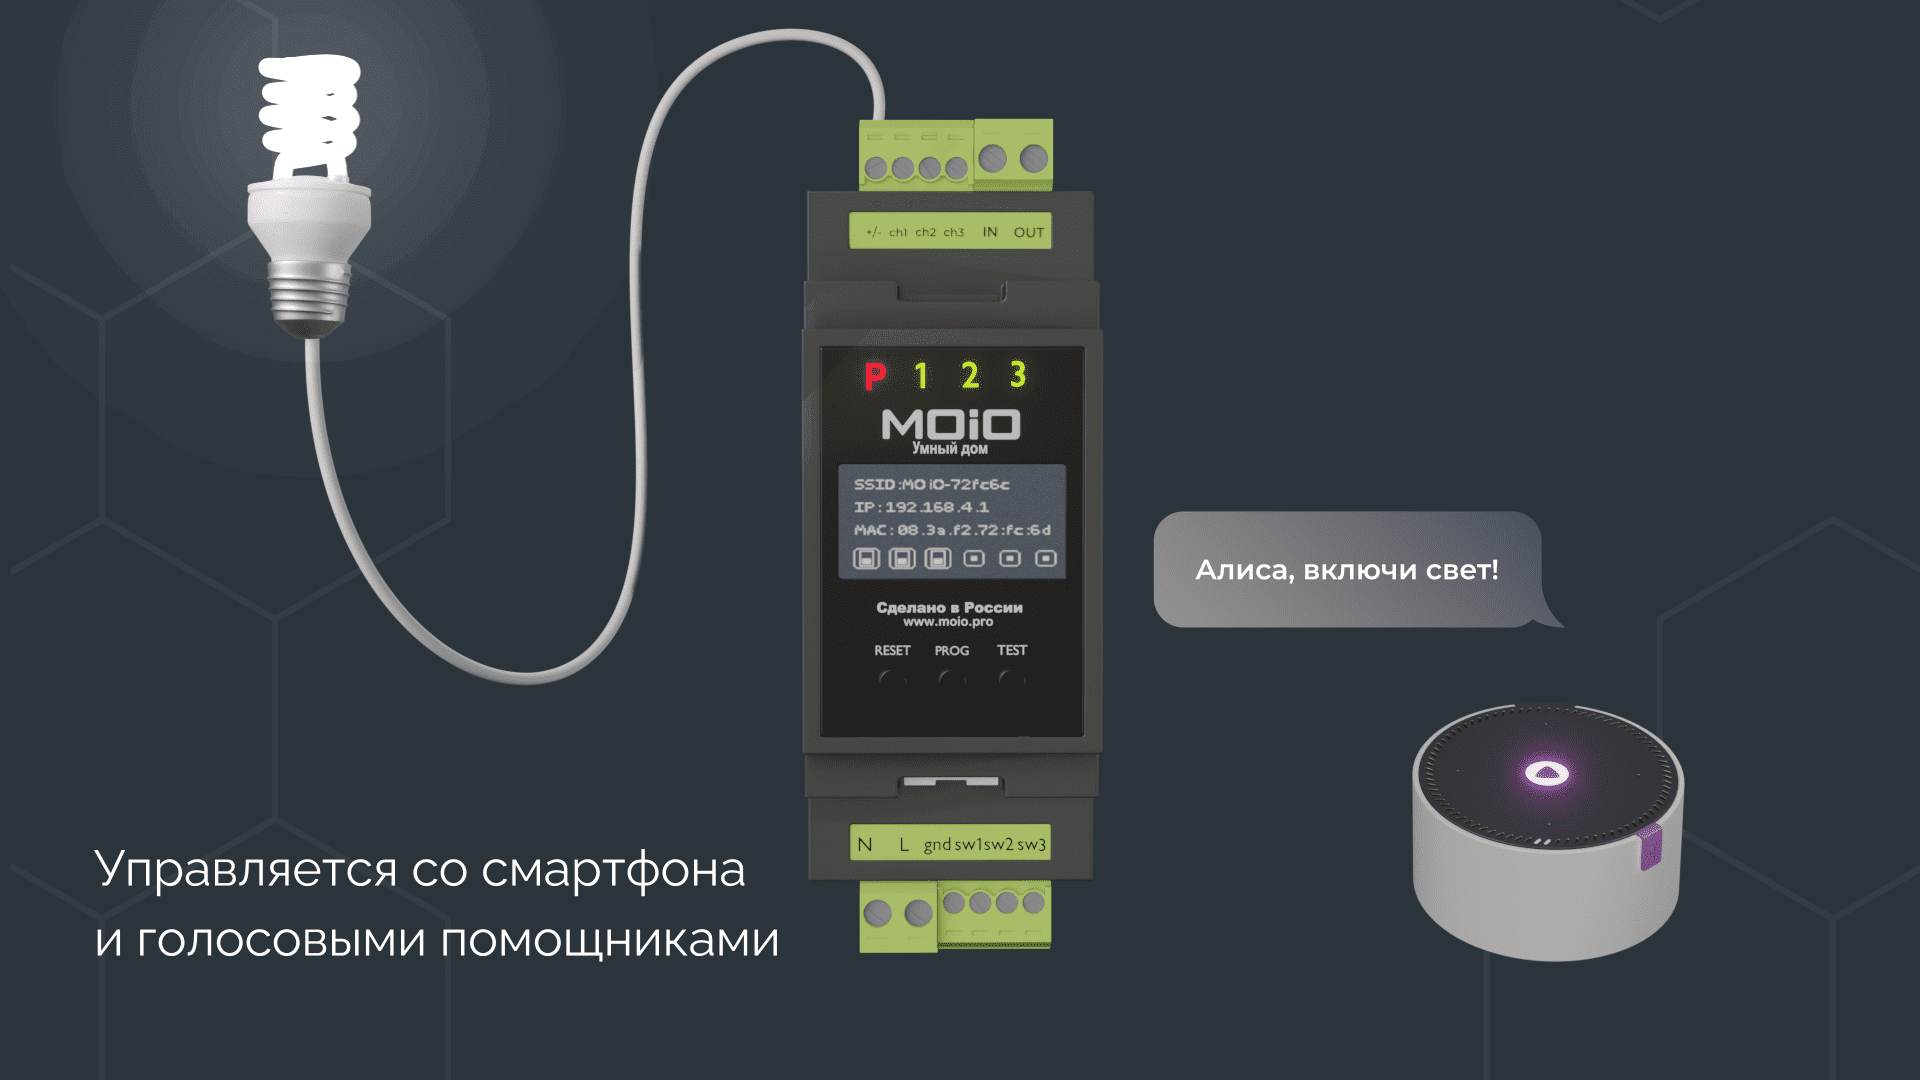 +/- ch1 ch2 ch3 IN OUT
P 1 2 3
MOiO
Умный дом
SSID:MOiO-72fc6c
IP:192.168.4.1
MAC:08.3a.f2.72:fc:6d
Сделано в России
www.moio.pro
RESET PROG TEST
Алиса, включи свет!
N L gnd sw1 sw2 sw3
Управляется со смартфона
и голосовыми помощниками